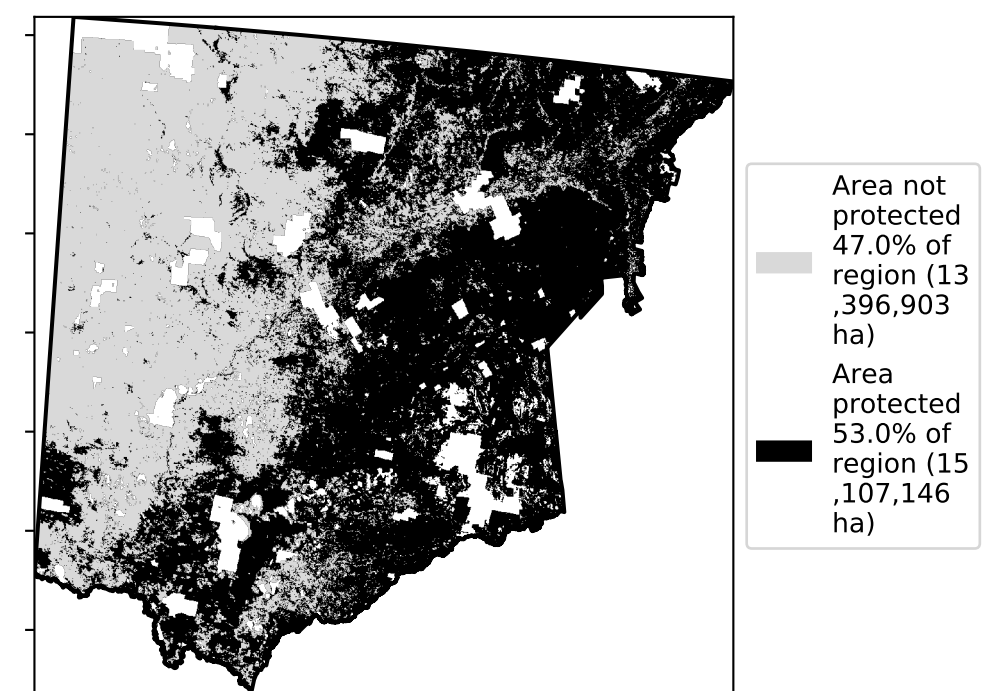 Area not
protected
47.0% of
region (13
,396,903
ha)
Area
protected
53.0% of
region (15
,107,146
ha)